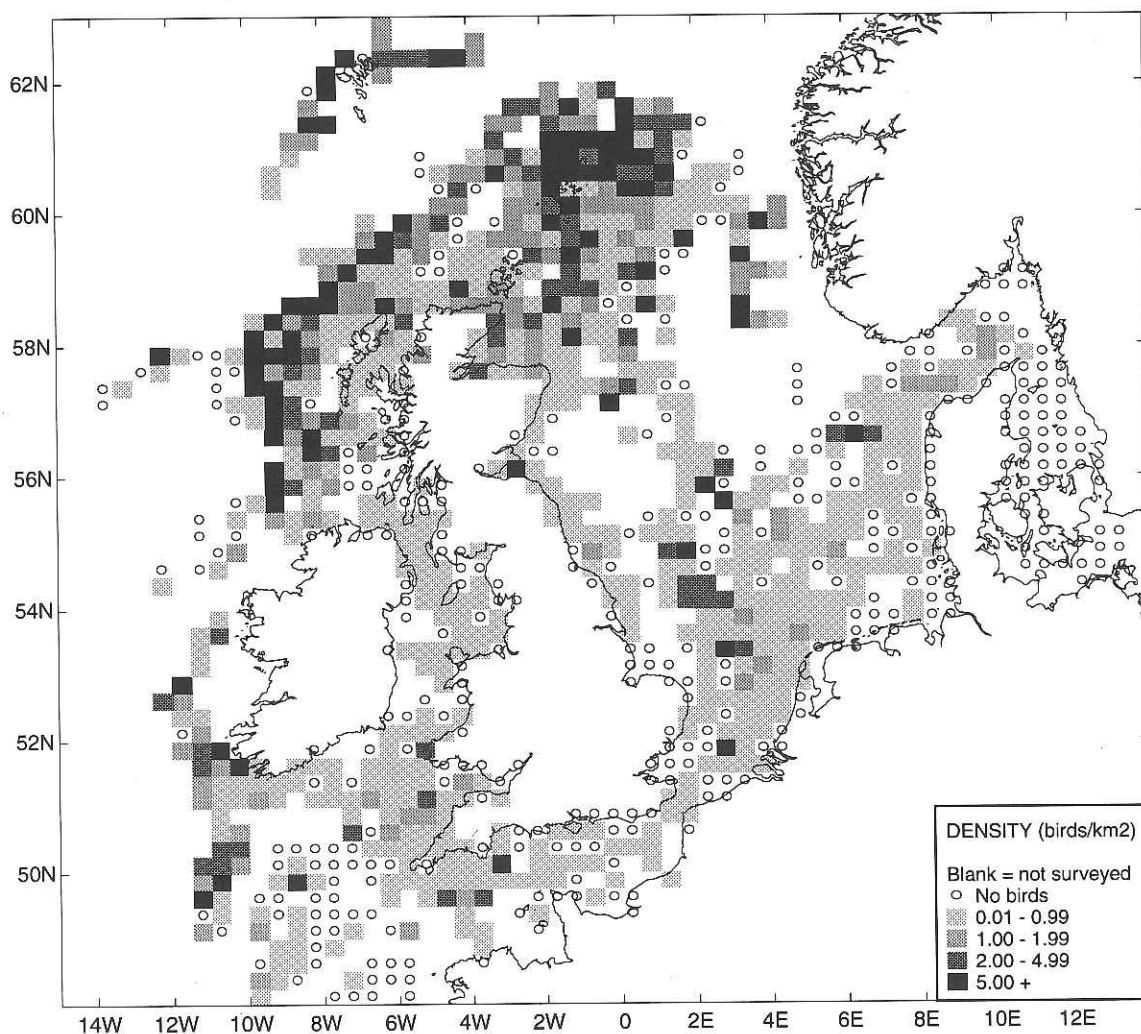 62N
60N
58N
56N
54N
52N
50N
14W 12W 10W 8W 6W 4W 2W 0 2E 4E 6E 8E 10E 12E
DENSITY (birds/km2)
Blank = not surveyed
No birds
0.01 - 0.99
1.00 - 1.99
2.00 - 4.99
5.00 +